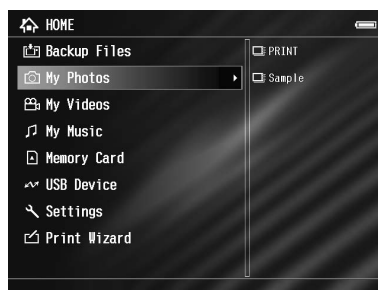 HOME
Backup Files
My Photos
My Videos
My Music
Memory Card
USB Device
Settings
Print Wizard
PRINT
Sample